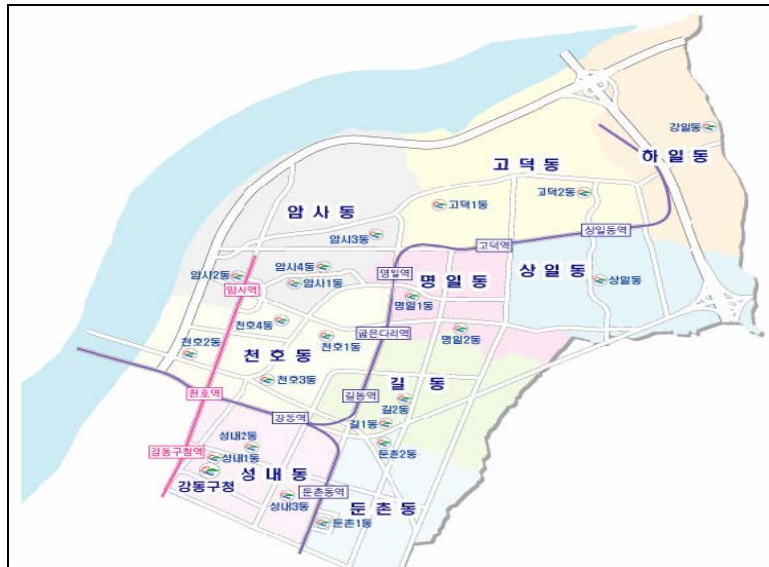 강일동
하일동
고덕동
고덕2동
고덕1동
암사동
상일동역
암사3동
고덕역
상일동
암사4동
명일역
명일동
암사2동
암사1동
상일동
암사역
명일1동
천호4동
명일2동
굽은다리역
천호1동
천호2동
천호동
천호3동
길동
천호역
길동역
길2동
강동역
길1동
성내2동
둔촌2동
강동구청역
성내1동
성내동
강동구청
둔촌동역
성내3동
둔촌동
둔촌1동